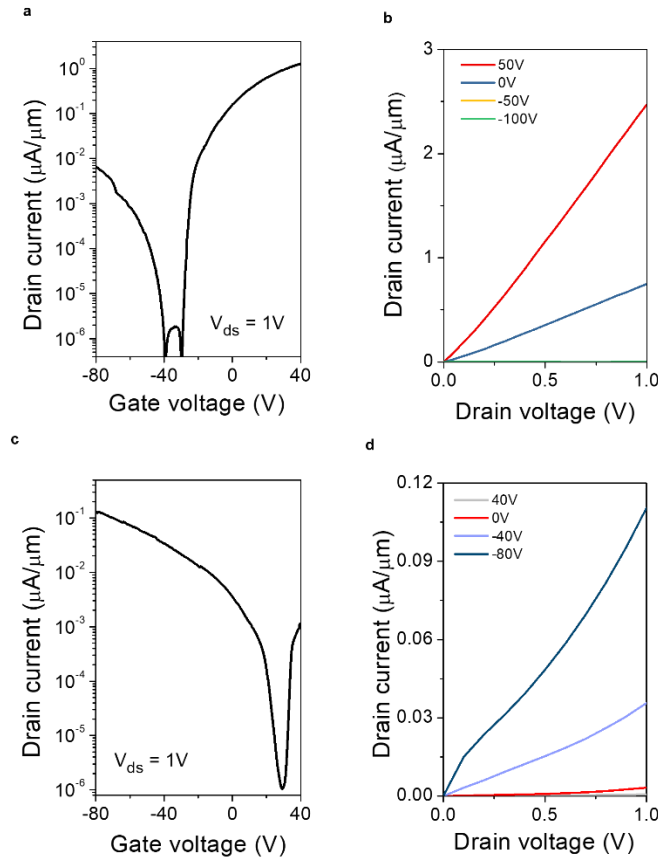 a
Drain current (μA/μm)
10⁰
10⁻¹
10⁻²
10⁻³
10⁻⁴
10⁻⁵
10⁻⁶
V_ds = 1V
-80 -40 0 40
Gate voltage (V)
b
Drain current (μA/μm)
3
2
1
0
50V
0V
-50V
-100V
0.0 0.5 1.0
Drain voltage (V)
c
Drain current (μA/μm)
10⁻¹
10⁻²
10⁻³
10⁻⁴
10⁻⁵
10⁻⁶
V_ds = 1V
-80 -40 0 40
Gate voltage (V)
d
Drain current (μA/μm)
0.12
0.09
0.06
0.03
0.00
40V
0V
-40V
-80V
0.0 0.5 1.0
Drain voltage (V)